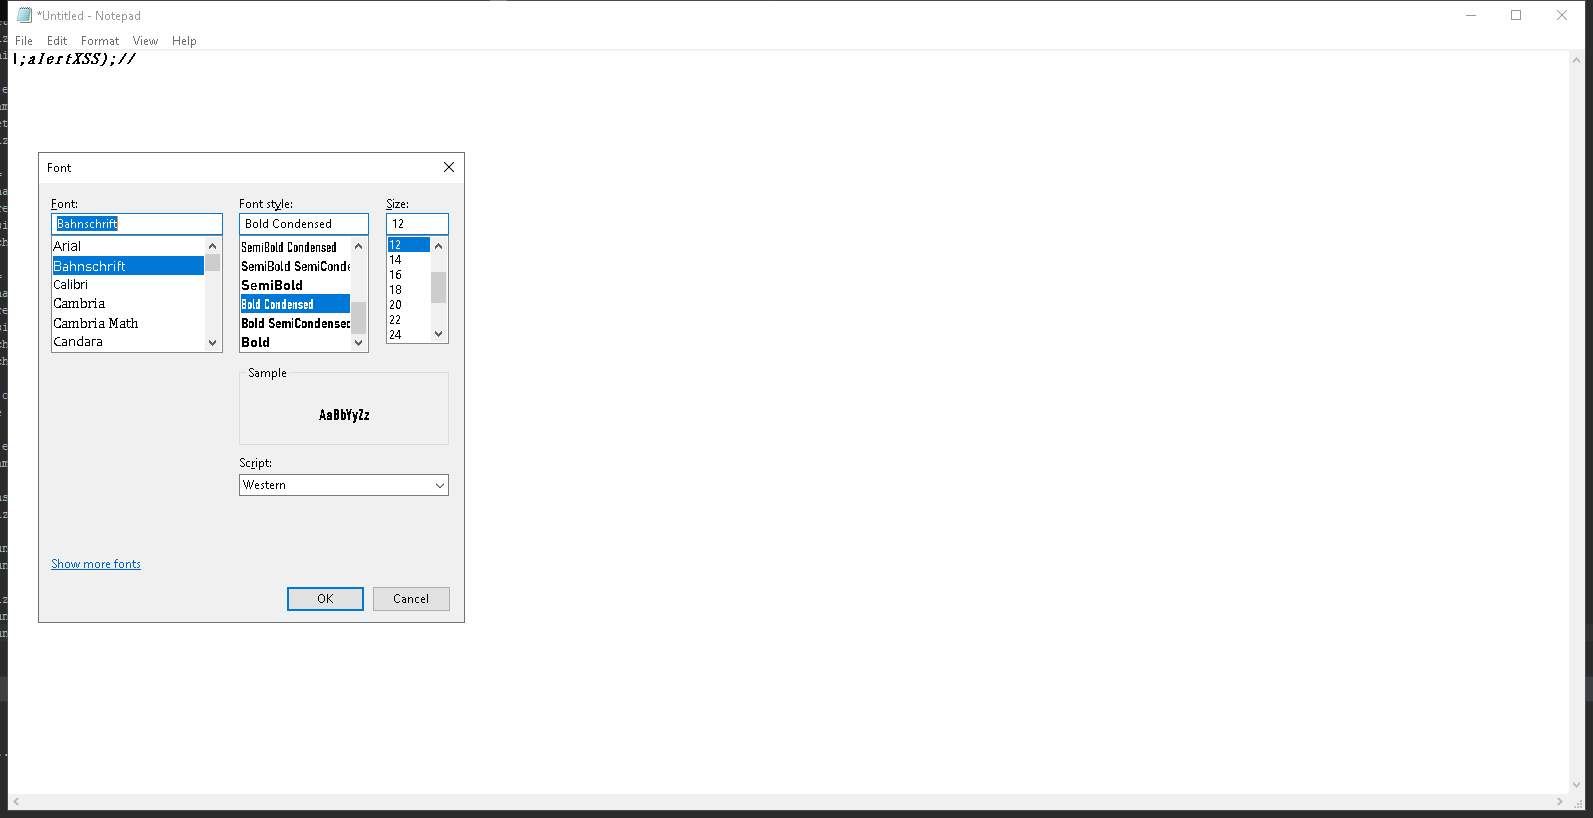 *Untitled - Notepad
File Edit Format View Help
;alertXSS);//
Font
Font: Font style: Size:
Bahnschrift Bold Condensed 12
Arial SemiBold Condensed 12
Bahnschrift SemiBold SemiConde 14
Calibri SemiBold 16
Cambria Bold Condensed 18
Cambria Math Bold SemiCondensed 20
Candara Bold 22
24
Sample
AaBbYyZz
Script:
Western
Show more fonts
OK Cancel